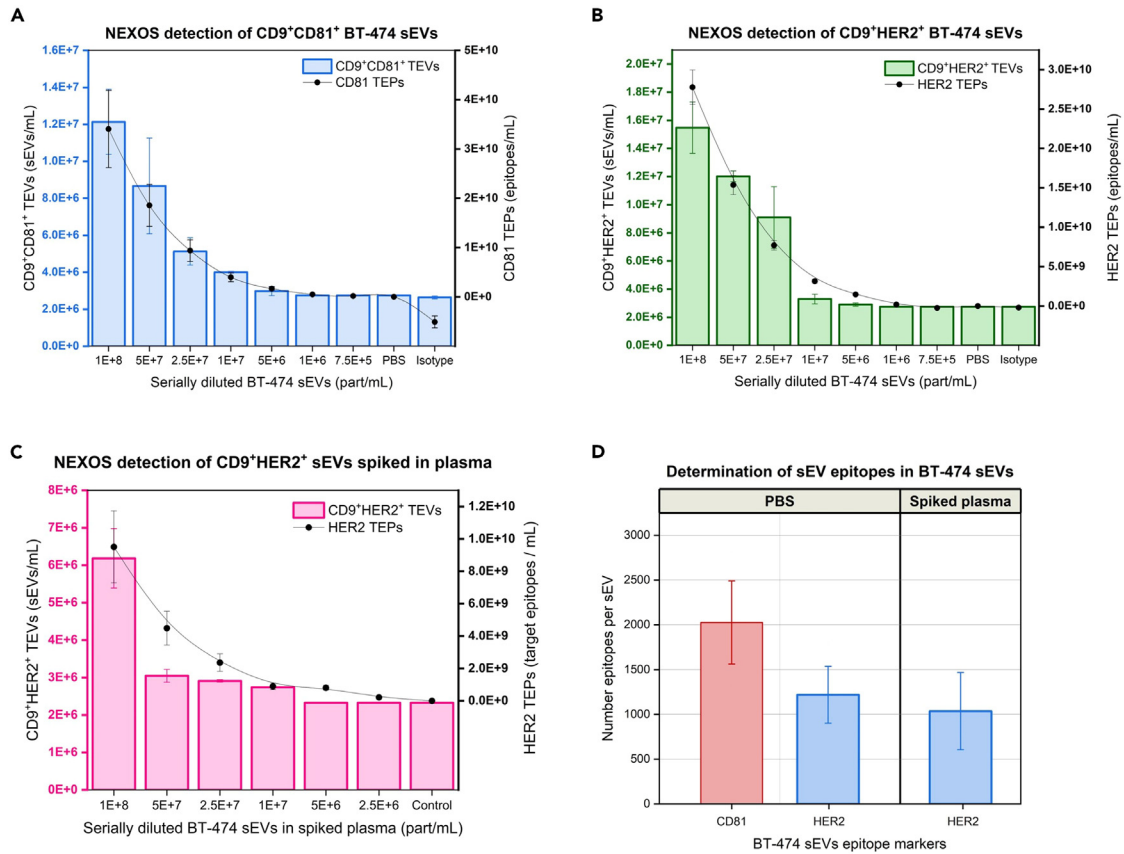 A
NEXOS detection of CD9⁺CD81⁺ BT-474 sEVs
CD9⁺CD81⁺ TEVs (sEVs/mL)
1.6E+7
1.4E+7
1.2E+7
1.0E+7
8.0E+6
6.0E+6
4.0E+6
2.0E+6
0.0E+0
CD9⁺CD81⁺ TEVs
CD81 TEPs
5E+10
4E+10
3E+10
2E+10
1E+10
0E+0
CD81 TEPs (epitopes/mL)
1E+8 5E+7 2.5E+7 1E+7 5E+6 1E+6 7.5E+5 PBS Isotype
Serially diluted BT-474 sEVs (part/mL)
B
NEXOS detection of CD9⁺HER2⁺ BT-474 sEVs
CD9⁺HER2⁺ TEVs (sEVs/mL)
2.0E+7
1.8E+7
1.6E+7
1.4E+7
1.2E+7
1.0E+7
8.0E+6
6.0E+6
4.0E+6
2.0E+6
0.0E+0
CD9⁺HER2⁺ TEVs
HER2 TEPs
3.0E+10
2.0E+10
1.0E+10
5.0E+9
0.0E+0
HER2 TEPs (epitopes/mL)
1E+8 5E+7 2.5E+7 1E+7 5E+6 1E+6 7.5E+5 PBS Isotype
Serially diluted BT-474 sEVs (part/mL)
C
NEXOS detection of CD9⁺HER2⁺ sEVs spiked in plasma
CD9⁺HER2⁺ TEVs (sEVs/mL)
8E+6
7E+6
6E+6
5E+6
4E+6
3E+6
2E+6
1E+6
0E+0
CD9⁺HER2⁺ TEVs
HER2 TEPs
1.2E+10
1.0E+10
8.0E+9
6.0E+9
4.0E+9
2.0E+9
0.0E+0
HER2 TEPs (target epitopes / mL)
1E+8 5E+7 2.5E+7 1E+7 5E+6 2.5E+6 Control
Serially diluted BT-474 sEVs in spiked plasma (part/mL)
D
Determination of sEV epitopes in BT-474 sEVs
PBS Spiked plasma
Number epitopes per sEV
3000
2500
2000
1500
1000
500
0
CD81 HER2 HER2
BT-474 sEVs epitope markers